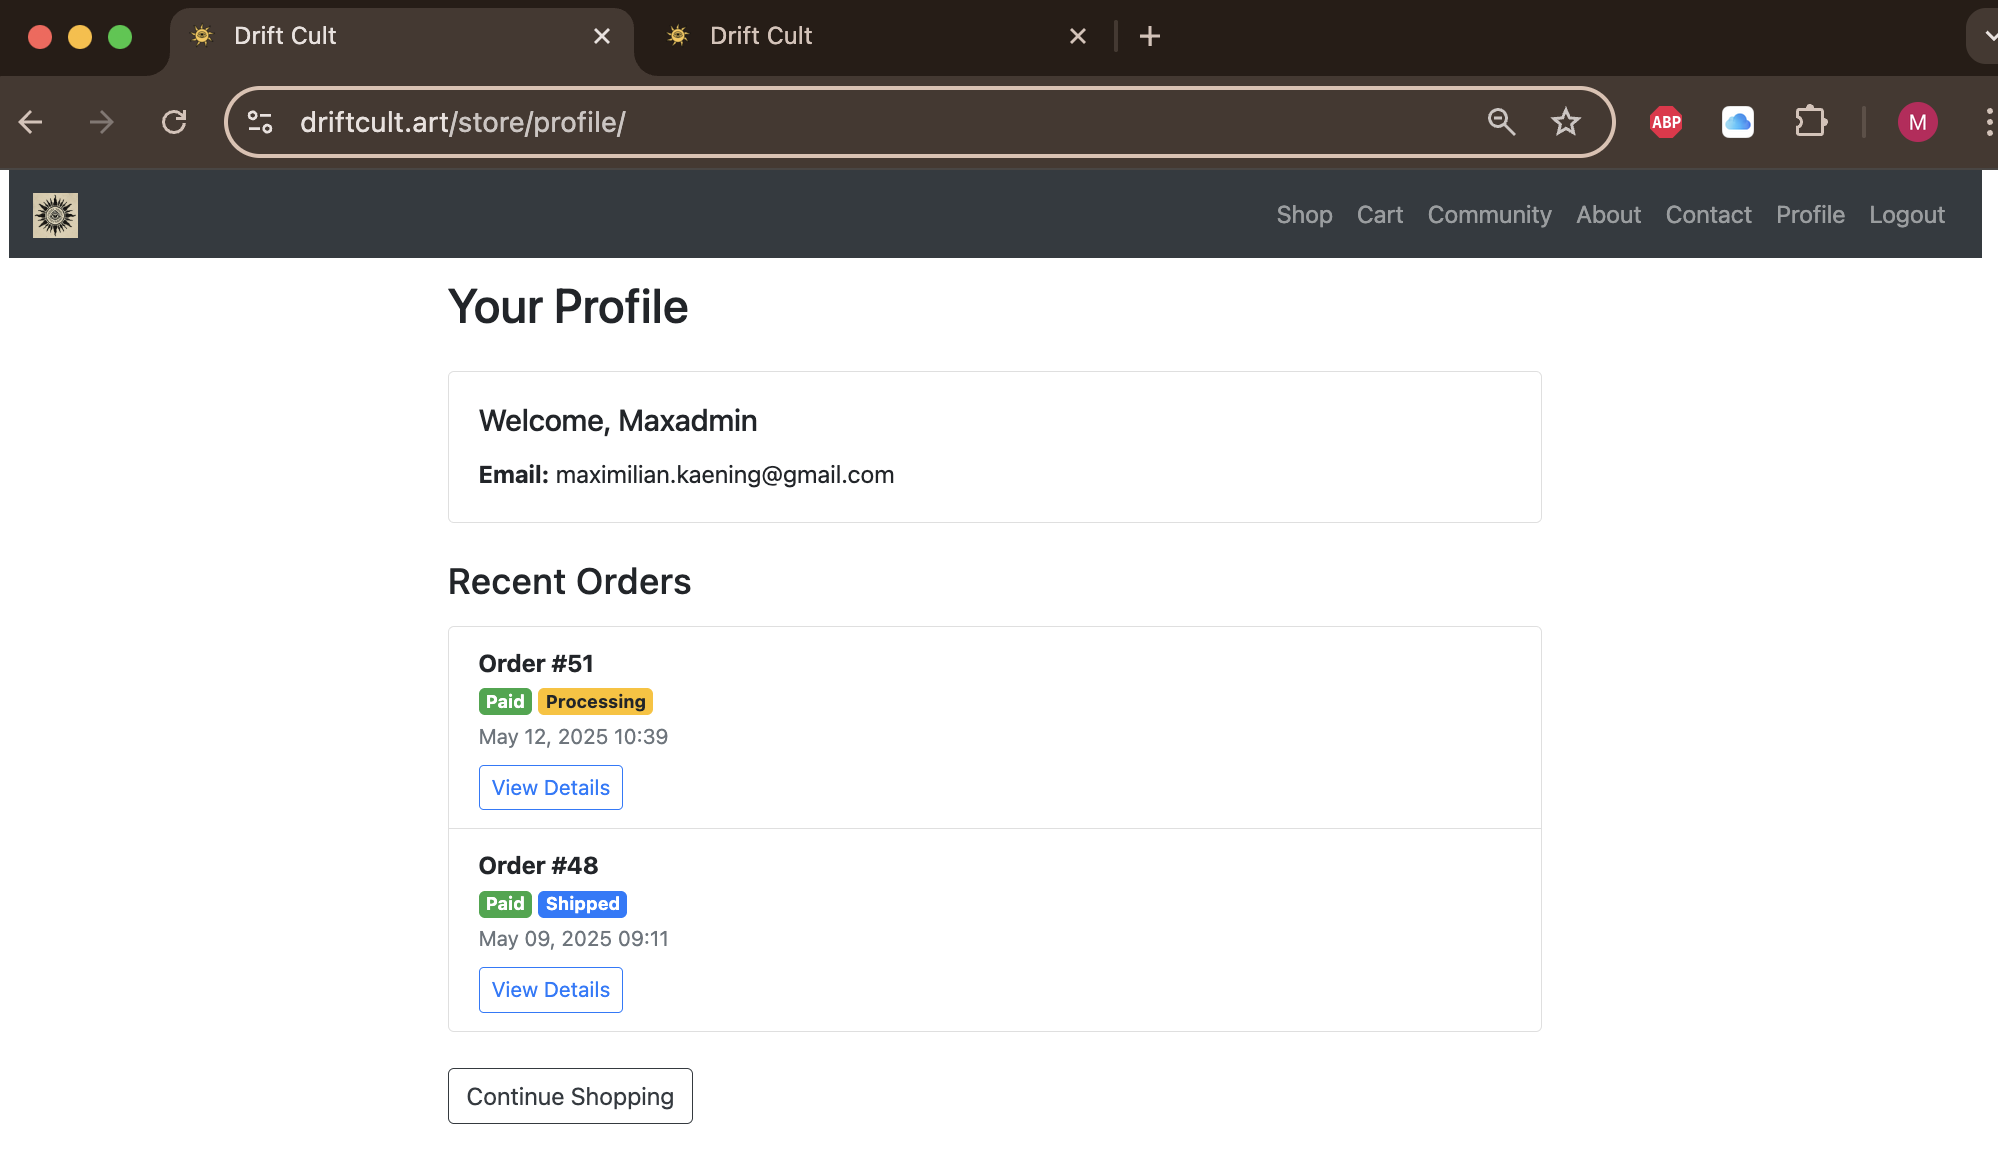 Drift Cult
Drift Cult
driftcult.art/store/profile/
ABP
M
Shop Cart Community About Contact Profile Logout
Your Profile
Welcome, Maxadmin
Email: maximilian.kaening@gmail.com
Recent Orders
Order #51
Paid Processing
May 12, 2025 10:39
View Details
Order #48
Paid Shipped
May 09, 2025 09:11
View Details
Continue Shopping